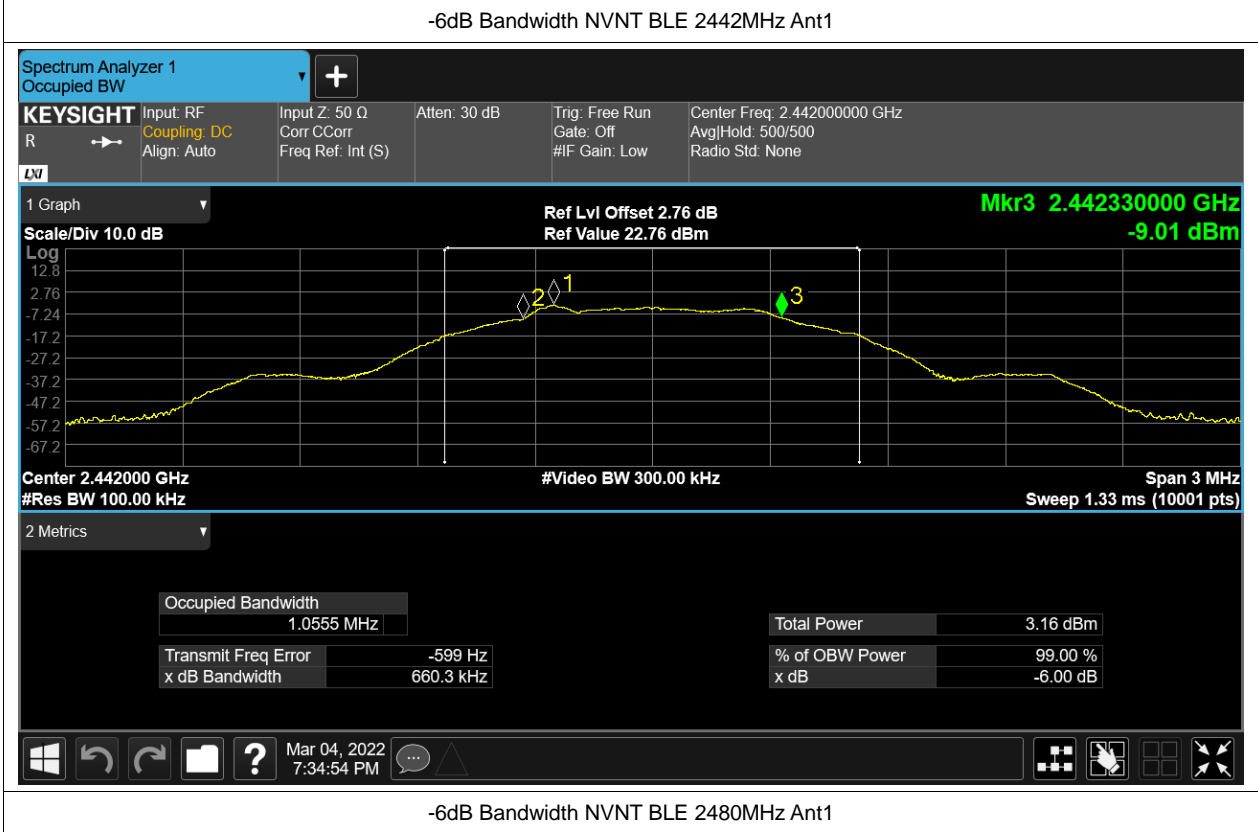 -6dB Bandwidth NVNT BLE 2442MHz Ant1
Spectrum Analyzer 1
Occupied BW
KEYSIGHT
R
LXI
Input: RF
Coupling: DC
Align: Auto
Input Z: 50 Ω
Corr CCorr
Freq Ref: Int (S)
Atten: 30 dB
Trig: Free Run
Gate: Off
#IF Gain: Low
Center Freq: 2.442000000 GHz
Avg|Hold: 500/500
Radio Std: None
1 Graph
Scale/Div 10.0 dB
Ref Lvl Offset 2.76 dB
Ref Value 22.76 dBm
Mkr3 2.442330000 GHz
-9.01 dBm
Log
12.8
2.76
-7.24
-17.2
-27.2
-37.2
-47.2
-57.2
-67.2
2
1
3
Center 2.442000 GHz
#Res BW 100.00 kHz
#Video BW 300.00 kHz
Span 3 MHz
Sweep 1.33 ms (10001 pts)
2 Metrics
Occupied Bandwidth
1.0555 MHz
Transmit Freq Error -599 Hz
x dB Bandwidth 660.3 kHz
Total Power 3.16 dBm
% of OBW Power 99.00 %
x dB -6.00 dB
?
Mar 04, 2022
7:34:54 PM
-6dB Bandwidth NVNT BLE 2480MHz Ant1